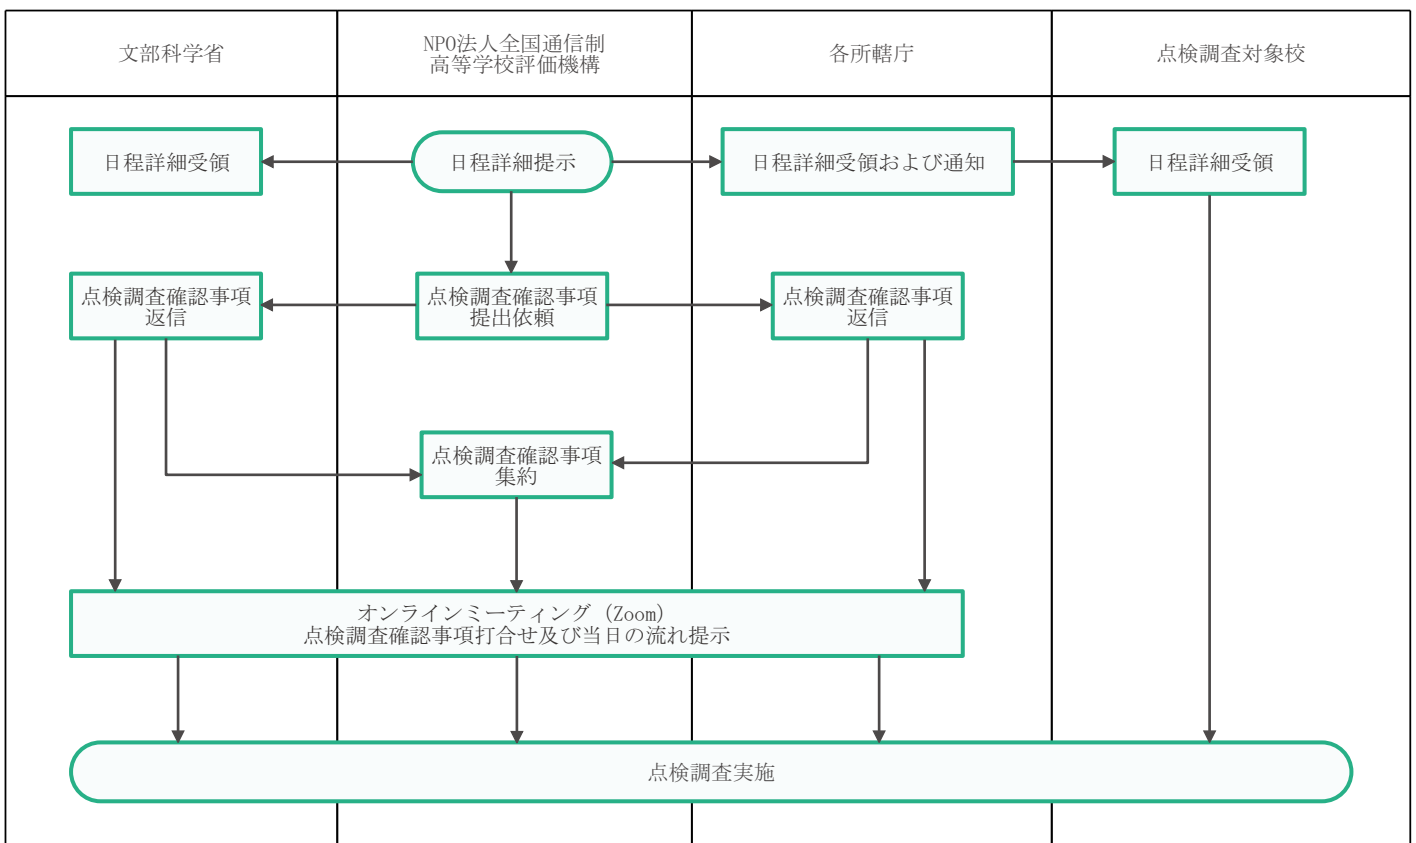 文部科学省
NPO法人全国通信制
高等学校評価機構
各所轄庁
点検調査対象校
日程詳細受領
日程詳細提示
日程詳細受領および通知
日程詳細受領
点検調査確認事項
返信
点検調査確認事項
提出依頼
点検調査確認事項
返信
点検調査確認事項
集約
オンラインミーティング（Zoom）
点検調査確認事項打合せ及び当日の流れ提示
点検調査実施